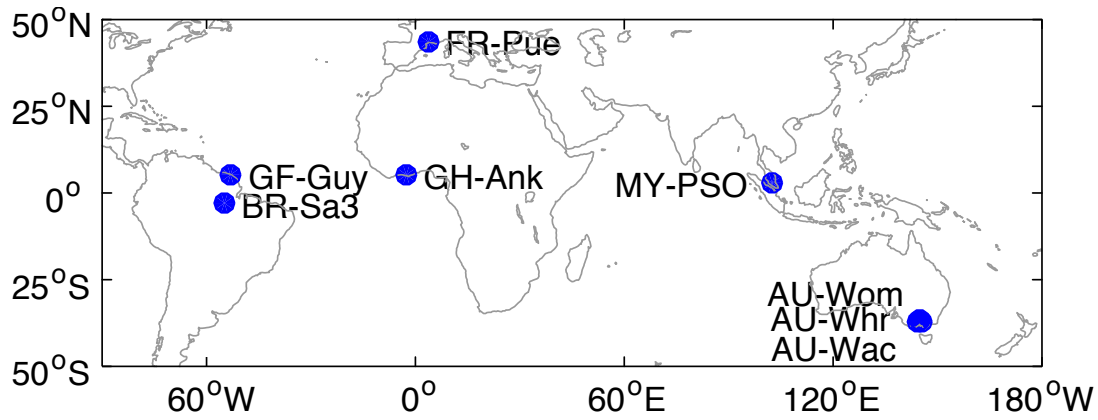 50°N
FR-Pue
25°N
GF-Guy
GH-Ank
MY-PSO
0°
BR-Sa3
25°S
AU-Wom
AU-Whr
AU-Wac
50°S
60°W
0°
60°E
120°E
180°W